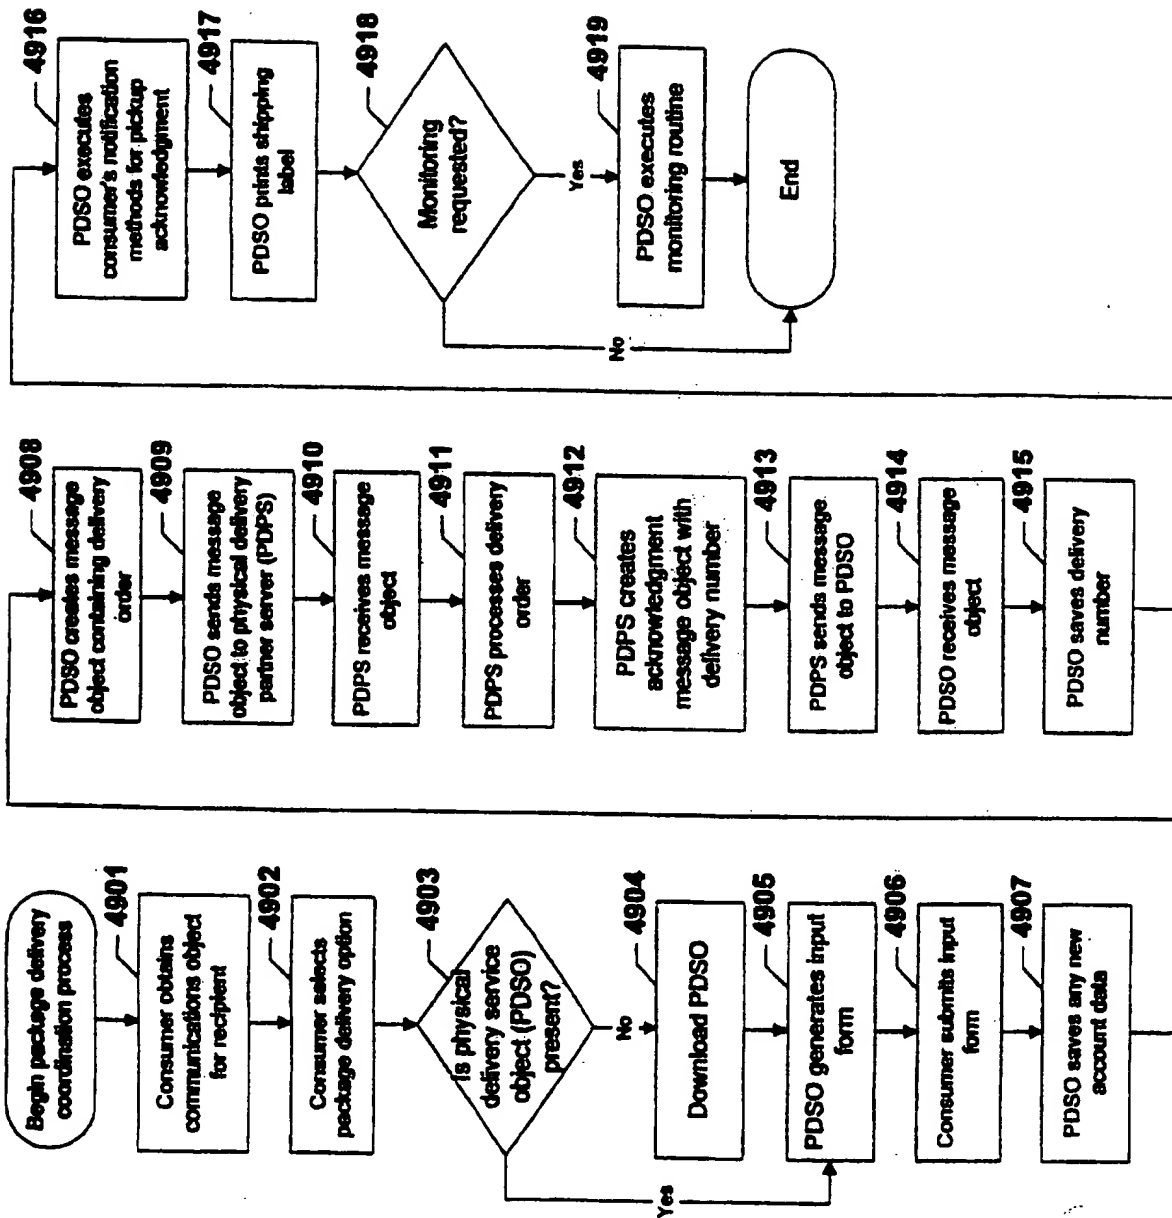 Begin package delivery
coordination process
4901
Consumer obtains
communications object
for recipient
4902
Consumer selects
package delivery option
4903
Is physical
delivery service
object (PDSO)
present?
No
Yes
4904
Download PDSO
4905
PDSO generates input
form
4906
Consumer submits input
form
4907
PDSO saves any new
account data
4908
PDSO creates message
object containing delivery
order
4909
PDSO sends message
object to physical delivery
partner server (PDPS)
4910
PDPS receives message
object
4911
PDPS processes delivery
order
4912
PDPS creates
acknowledgment
message object with
delivery number
4913
PDPS sends message
object to PDSO
4914
PDSO receives message
object
4915
PDSO saves delivery
number
4916
PDSO executes
consumer's notification
methods for pickup
acknowledgment
4917
PDSO prints shipping
label
4918
Monitoring
requested?
Yes
No
4919
PDSO executes
monitoring routine
End